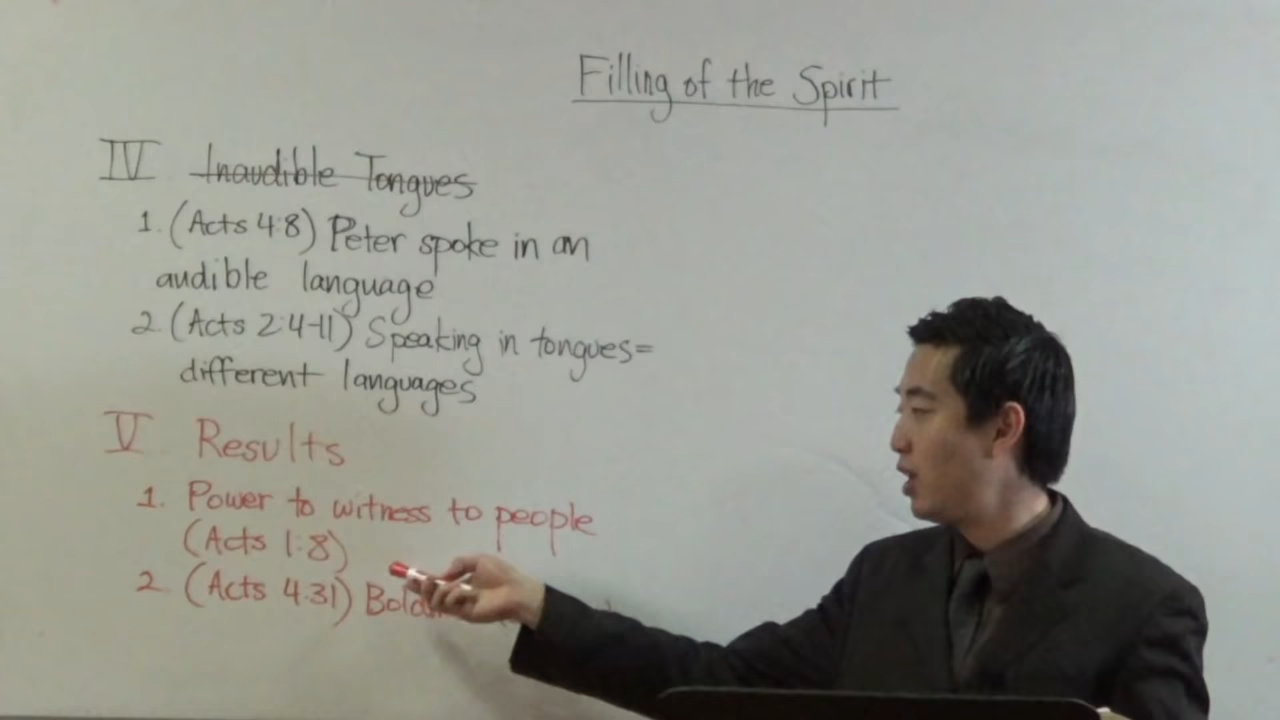 Filling of the Spirit
IV Inaudible Tongues
1. (Acts 4:8) Peter spoke in an
audible language
2. (Acts 2:4-11) Speaking in tongues=
different languages
V Results
1. Power to witness to people
(Acts 1:8)
2. (Acts 4:31)